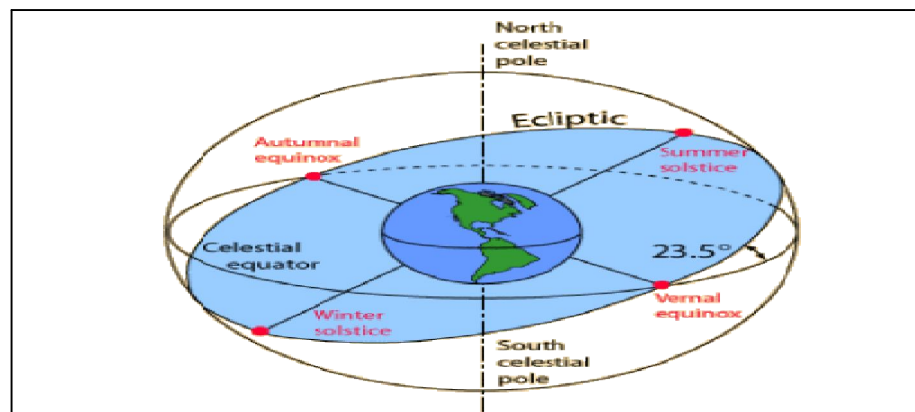 North
celestial
pole
Ecliptic
Autumnal
equinox
Summer
solstice
Celestial
equator
23.5°
Winter
solstice
Vernal
equinox
South
celestial
pole